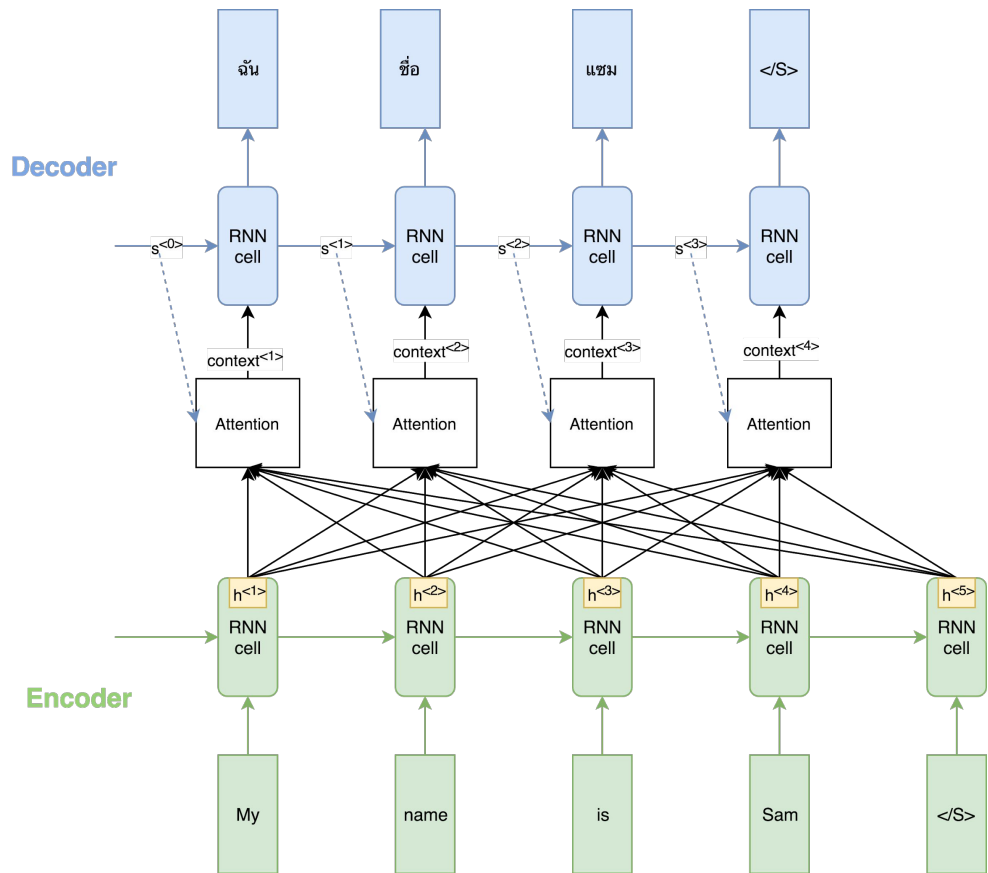 ฉัน
ชื่อ
แซม
</S>
Decoder
RNN
cell
RNN
cell
RNN
cell
RNN
cell
s<0>
s<1>
s<2>
s<3>
context<1>
context<2>
context<3>
context<4>
Attention
Attention
Attention
Attention
h<1>
h<2>
h<3>
h<4>
h<5>
RNN
cell
RNN
cell
RNN
cell
RNN
cell
RNN
cell
Encoder
My
name
is
Sam
</S>